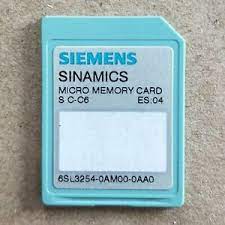 SIEMENS
SINAMICS
MICRO MEMORY CARD
S C-C6 ES:04
6SL3254-0AM00-0AA0